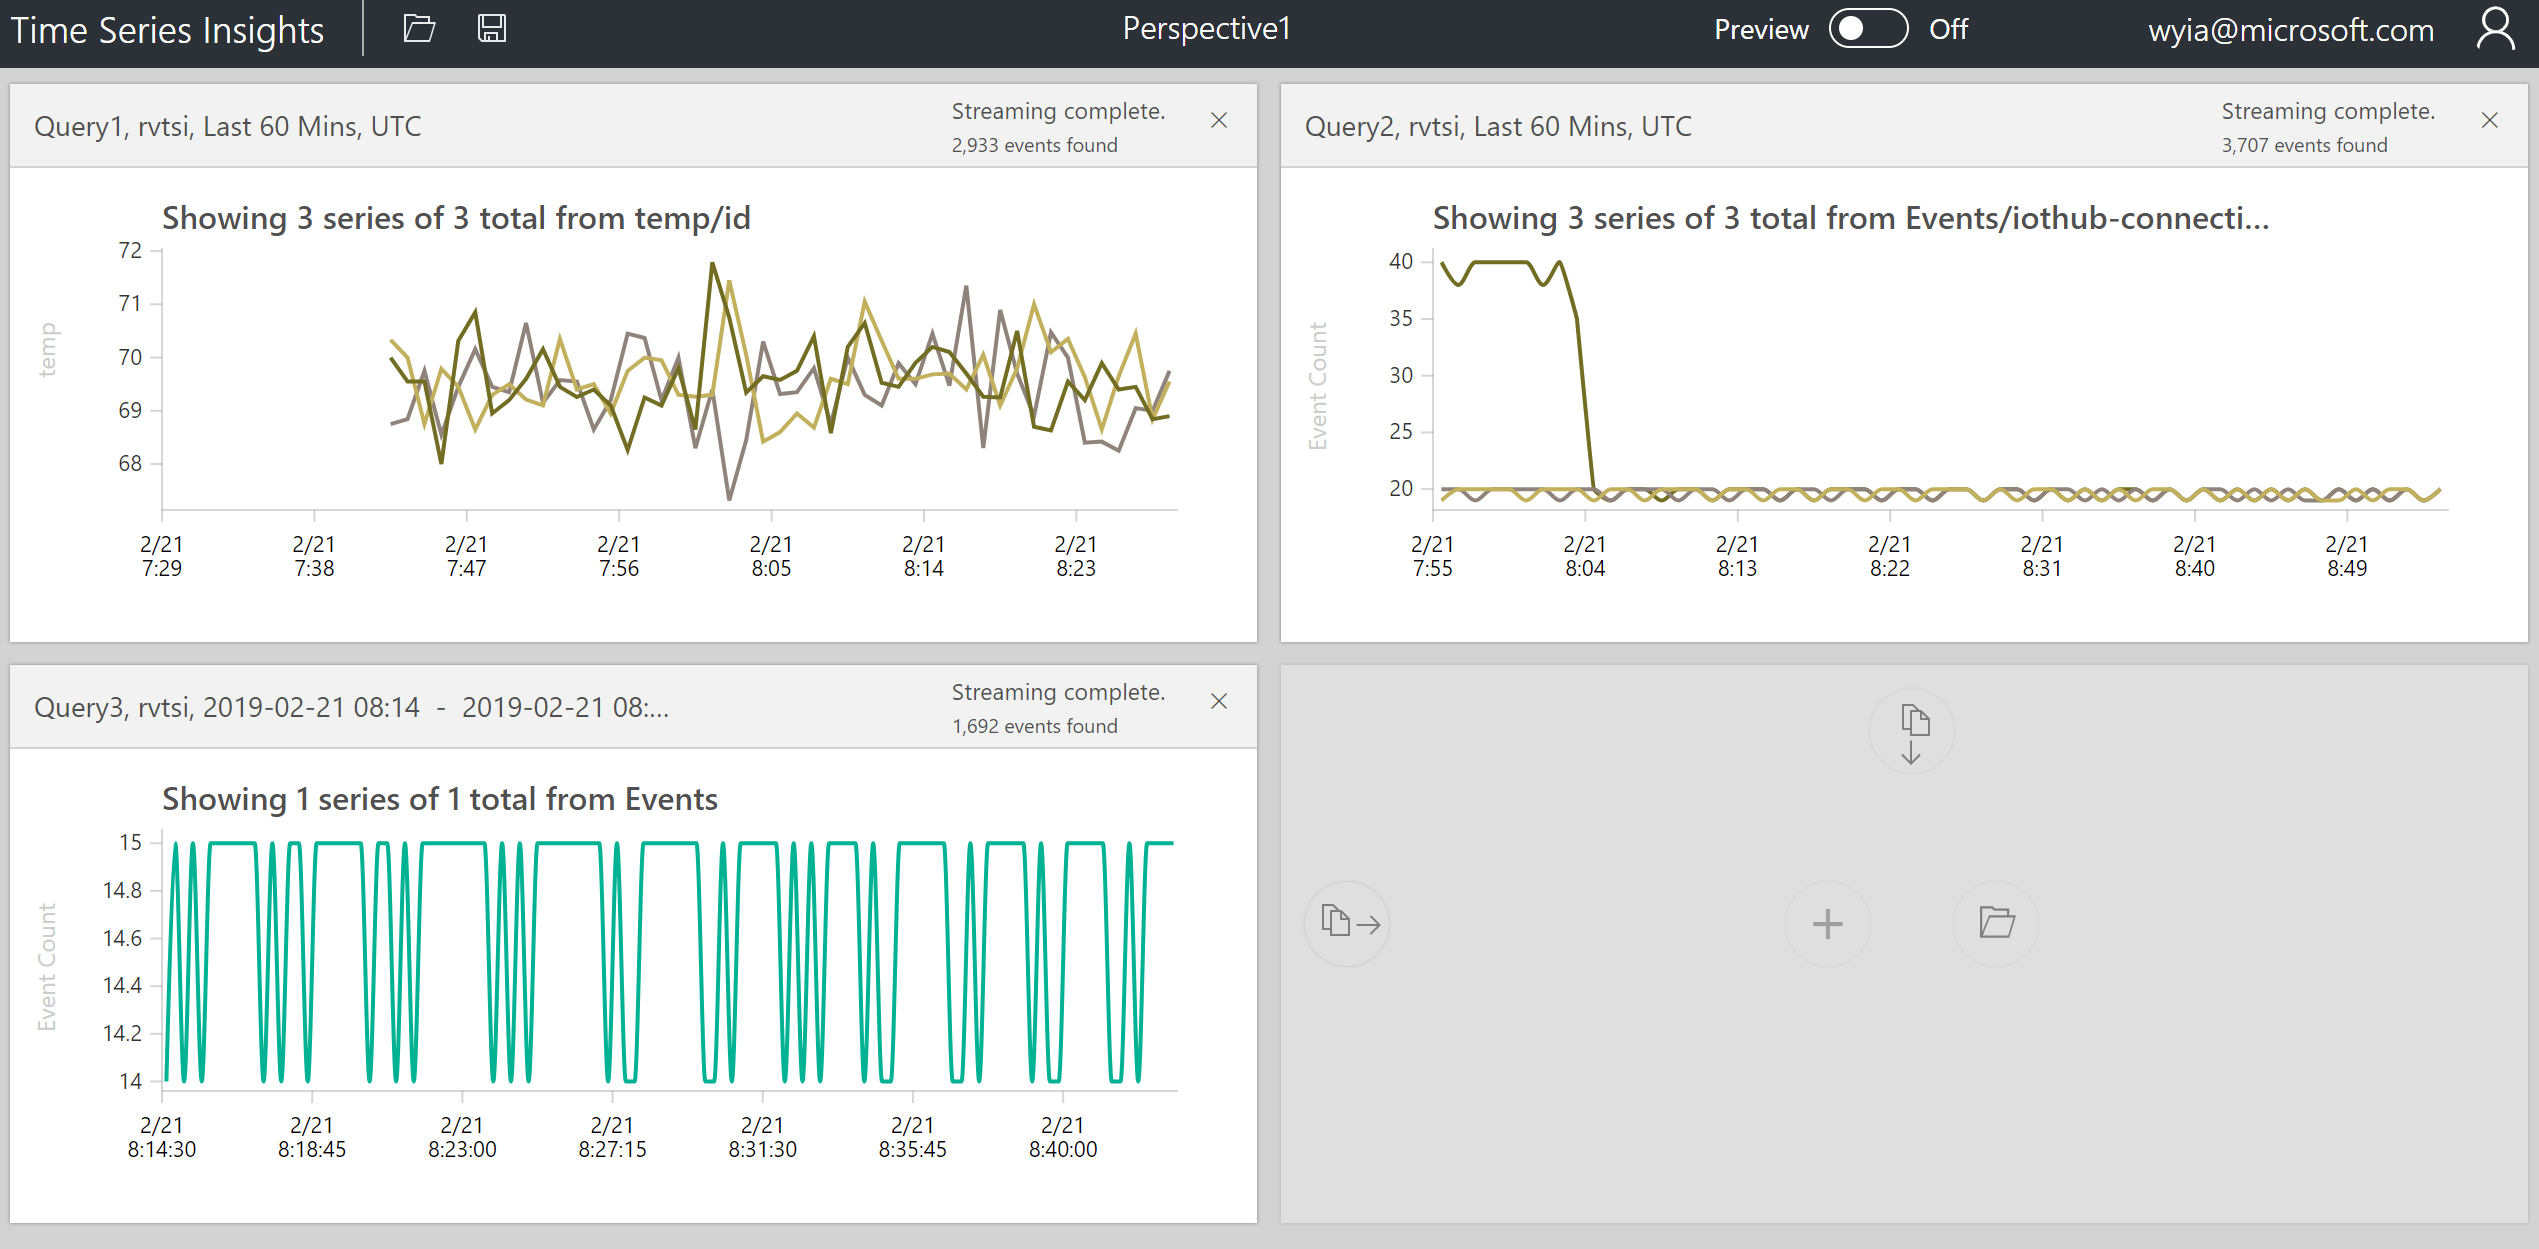 Time Series Insights
Perspective1
Preview Off
wyia@microsoft.com
Query1, rvtsi, Last 60 Mins, UTC
Streaming complete.
2,933 events found
Showing 3 series of 3 total from temp/id
temp
72
71
70
69
68
2/21 2/21 2/21 2/21 2/21 2/21 2/21
7:29 7:38 7:47 7:56 8:05 8:14 8:23
Query2, rvtsi, Last 60 Mins, UTC
Streaming complete.
3,707 events found
Showing 3 series of 3 total from Events/iothub-connecti...
Event Count
40
35
30
25
20
2/21 2/21 2/21 2/21 2/21 2/21 2/21
7:55 8:04 8:13 8:22 8:31 8:40 8:49
Query3, rvtsi, 2019-02-21 08:14 - 2019-02-21 08:...
Streaming complete.
1,692 events found
Showing 1 series of 1 total from Events
Event Count
15
14.8
14.6
14.4
14.2
14
2/21 2/21 2/21 2/21 2/21 2/21 2/21
8:14:30 8:18:45 8:23:00 8:27:15 8:31:30 8:35:45 8:40:00